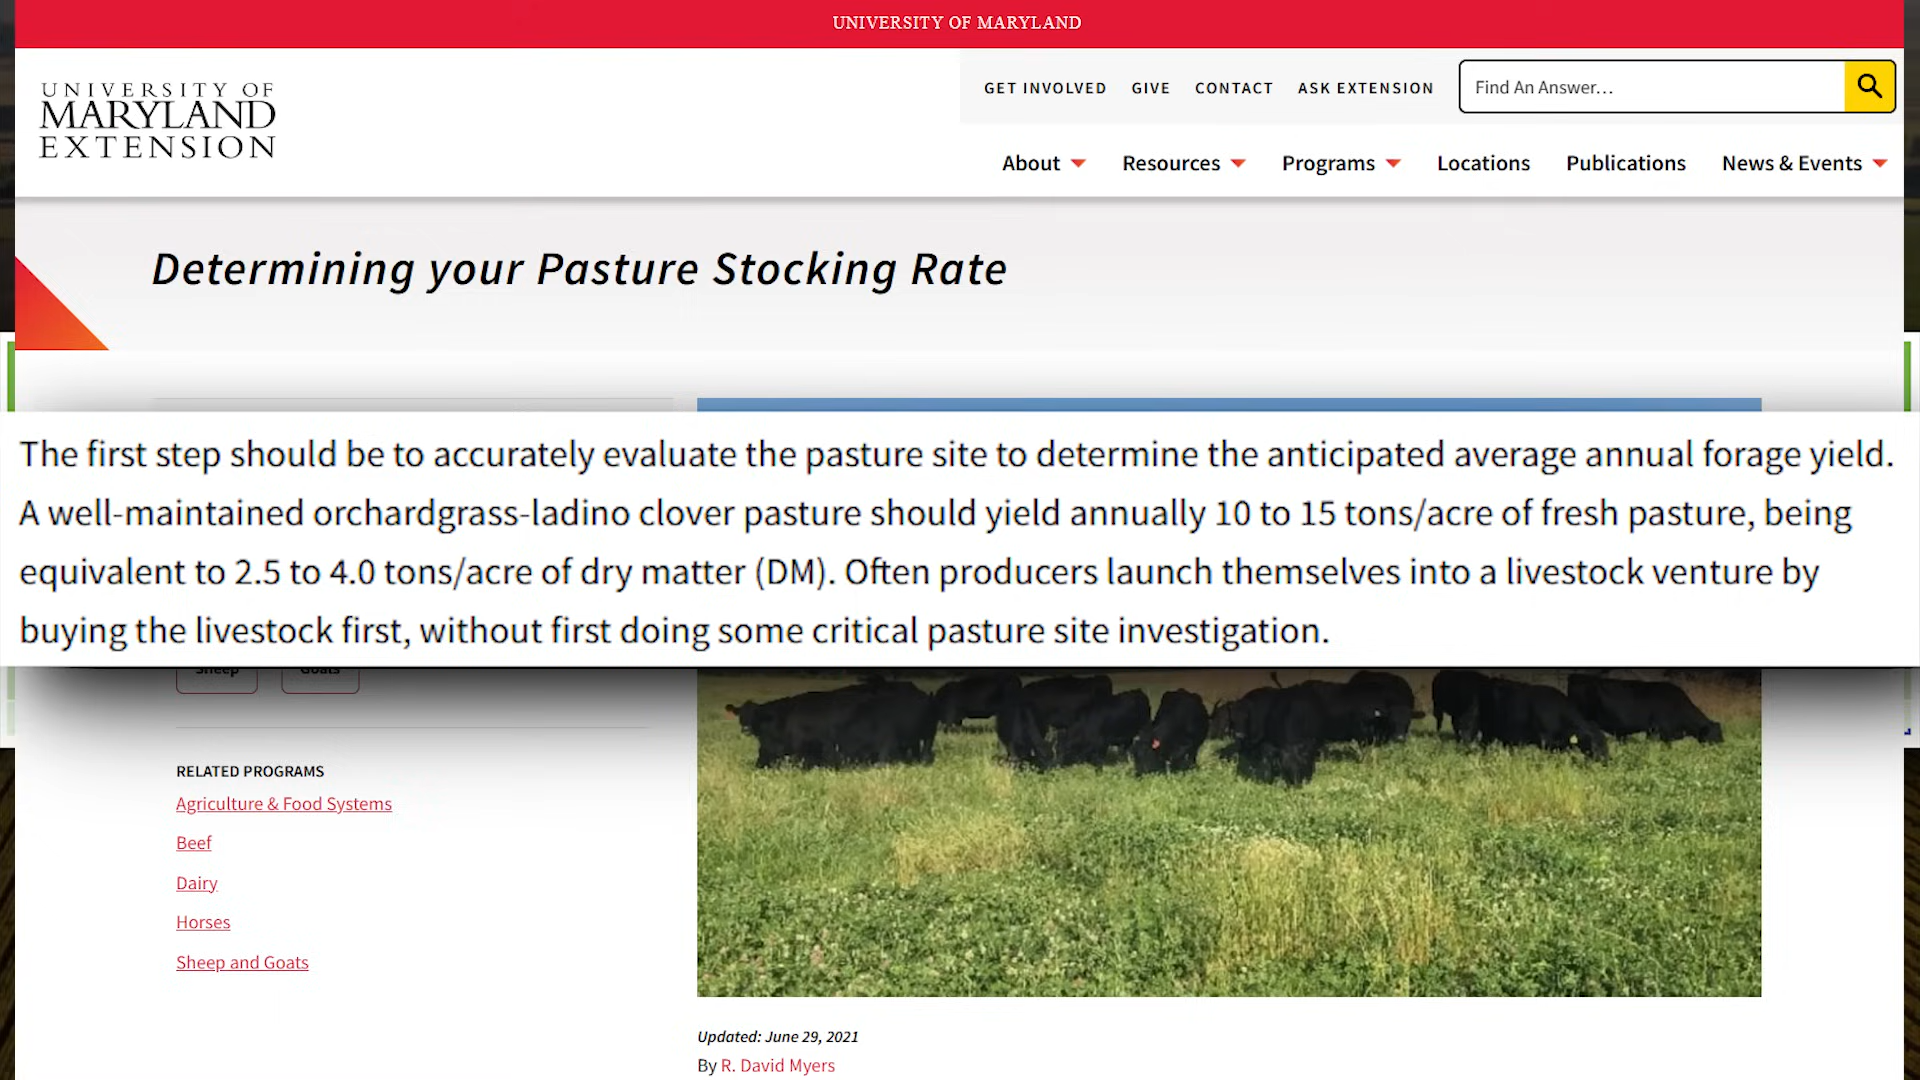 UNIVERSITY OF MARYLAND
UNIVERSITY OF
MARYLAND
EXTENSION
GET INVOLVED GIVE CONTACT ASK EXTENSION Find An Answer...
About Resources Programs Locations Publications News & Events
Determining your Pasture Stocking Rate
The first step should be to accurately evaluate the pasture site to determine the anticipated average annual forage yield.
A well-maintained orchardgrass-ladino clover pasture should yield annually 10 to 15 tons/acre of fresh pasture, being
equivalent to 2.5 to 4.0 tons/acre of dry matter (DM). Often producers launch themselves into a livestock venture by
buying the livestock first, without first doing some critical pasture site investigation.
Sheep Goats
RELATED PROGRAMS
Agriculture & Food Systems
Beef
Dairy
Horses
Sheep and Goats
Updated: June 29, 2021
By R. David Myers